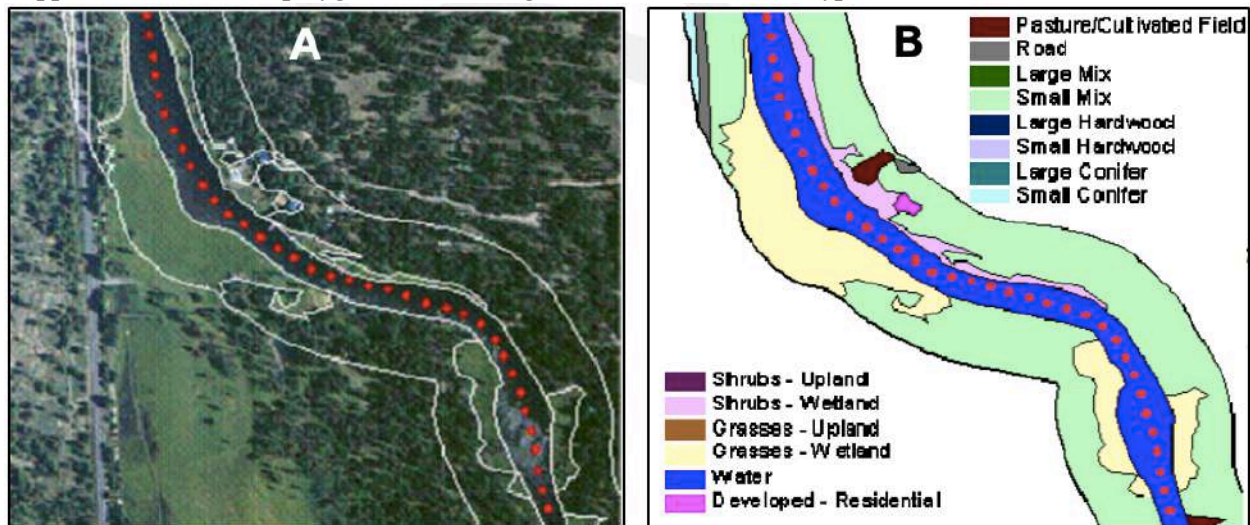 A
B
Pasture/Cultivated Field
Road
Large Mix
Small Mix
Large Hardwood
Small Hardwood
Large Conifer
Small Conifer
Shrubs - Upland
Shrubs - Wetland
Grasses - Upland
Grasses - Wetland
Water
Developed - Residential